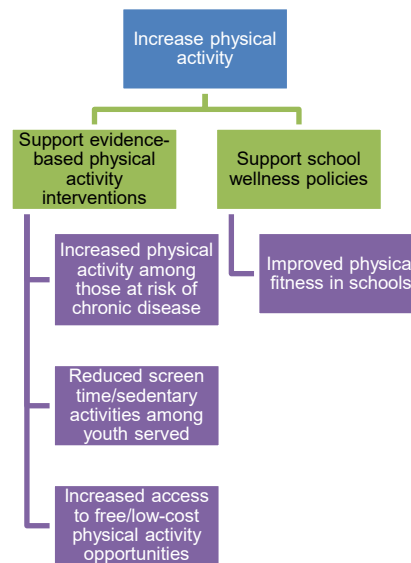 Increase physical
activity
Support evidence-
based physical
activity
interventions
Support school
wellness policies
Increased physical
activity among
those at risk of
chronic disease
Improved physical
fitness in schools
Reduced screen
time/sedentary
activities among
youth served
Increased access
to free/low-cost
physical activity
opportunities